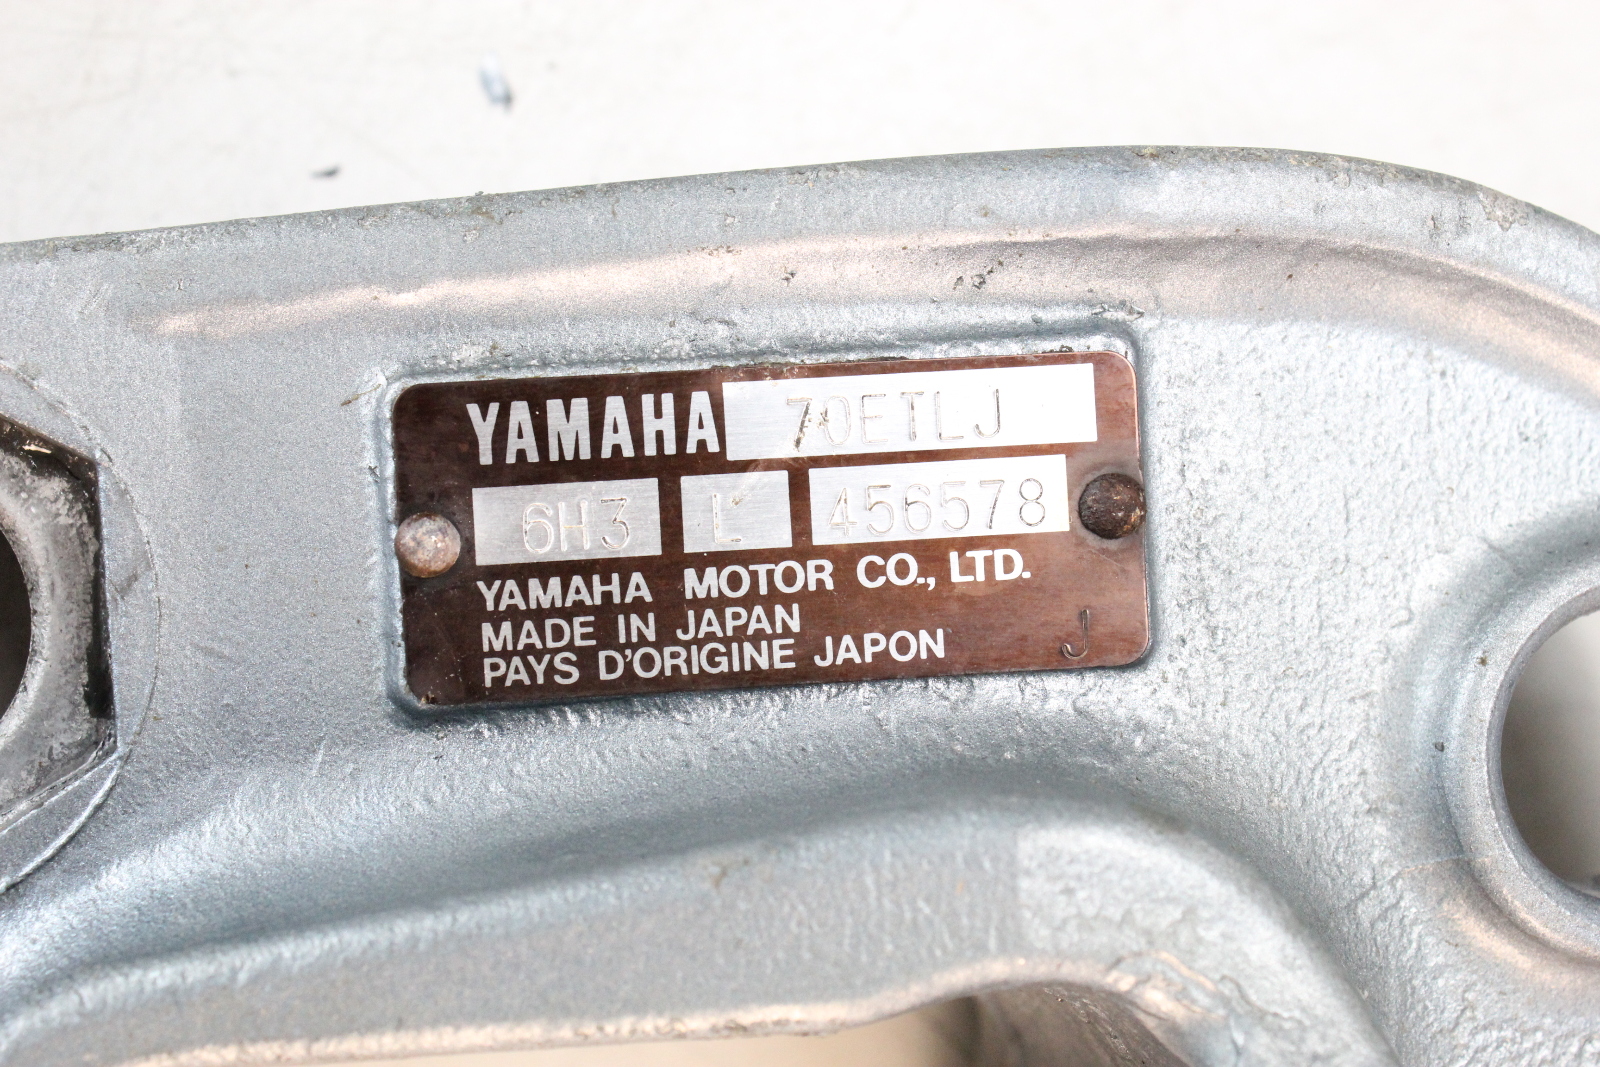 YAMAHA 70ETLJ
6H3 L 456578
YAMAHA MOTOR CO., LTD.
MADE IN JAPAN
PAYS D'ORIGINE JAPON J